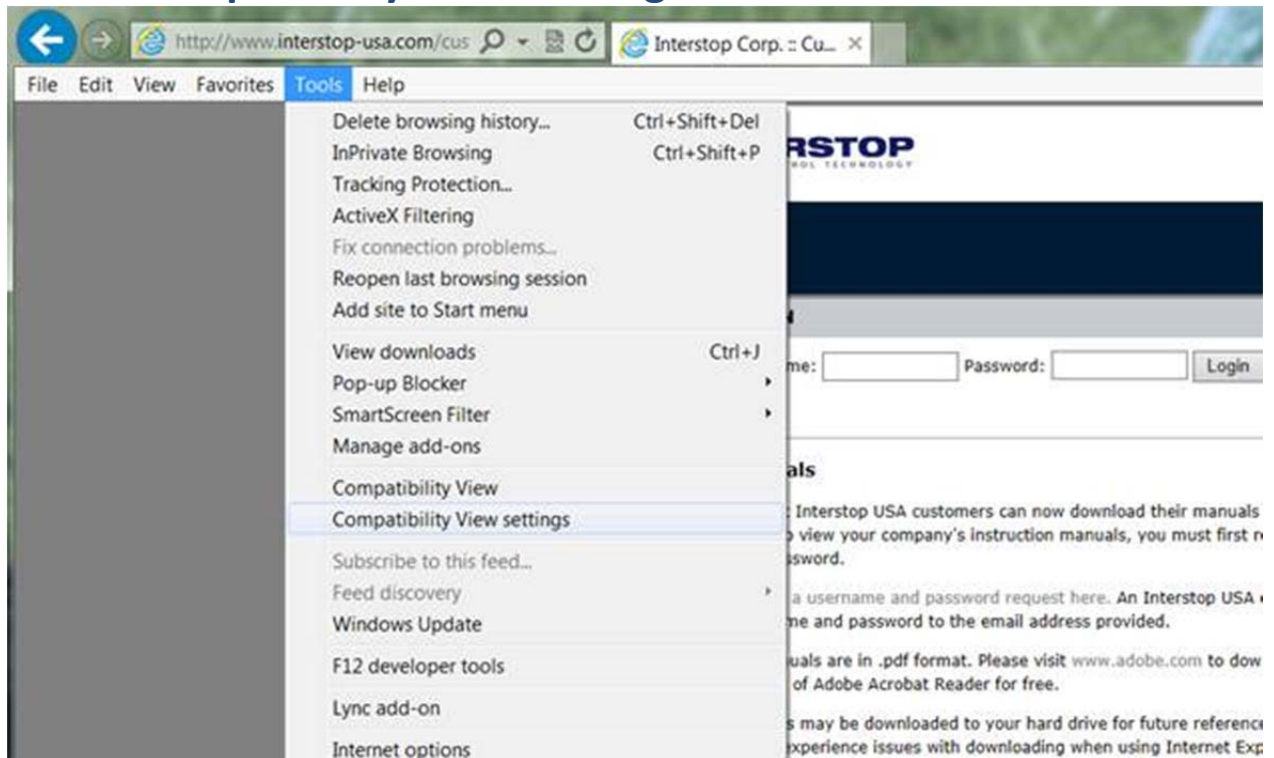 http://www.interstop-usa.com/cus
Interstop Corp. :: Cu...
File Edit View Favorites Tools Help
Delete browsing history... Ctrl+Shift+Del
InPrivate Browsing Ctrl+Shift+P
Tracking Protection...
ActiveX Filtering
Fix connection problems...
Reopen last browsing session
Add site to Start menu
View downloads Ctrl+J
Pop-up Blocker
SmartScreen Filter
Manage add-ons
Compatibility View
Compatibility View settings
Subscribe to this feed...
Feed discovery
Windows Update
F12 developer tools
Lync add-on
Internet options
RSTOP
ROL TECHNOLOGY
me: Password: Login
als
: Interstop USA customers can now download their manuals
view your company's instruction manuals, you must first
sword.
a username and password request here. An Interstop USA
me and password to the email address provided.
uals are in .pdf format. Please visit www.adobe.com to dow
of Adobe Acrobat Reader for free.
s may be downloaded to your hard drive for future reference
xperience issues with downloading when using Internet Exp